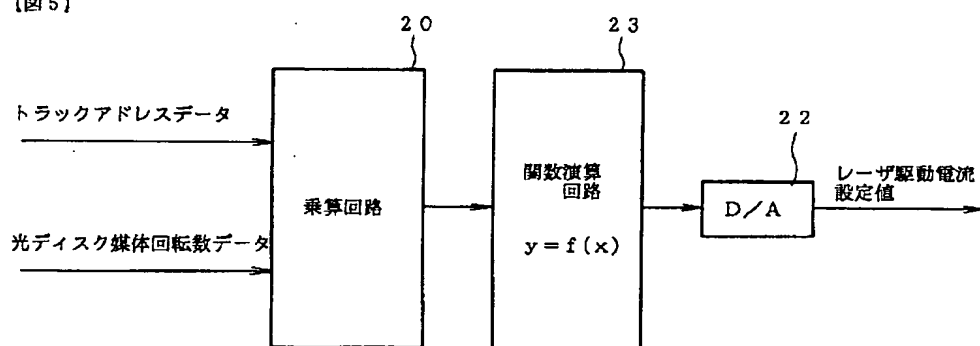 【図5】
20
23
トラックアドレスデータ
22
関数演算
回路
レーザ駆動電流
設定値
乗算回路
D/A
光ディスク媒体回転数データ
y=f(x)